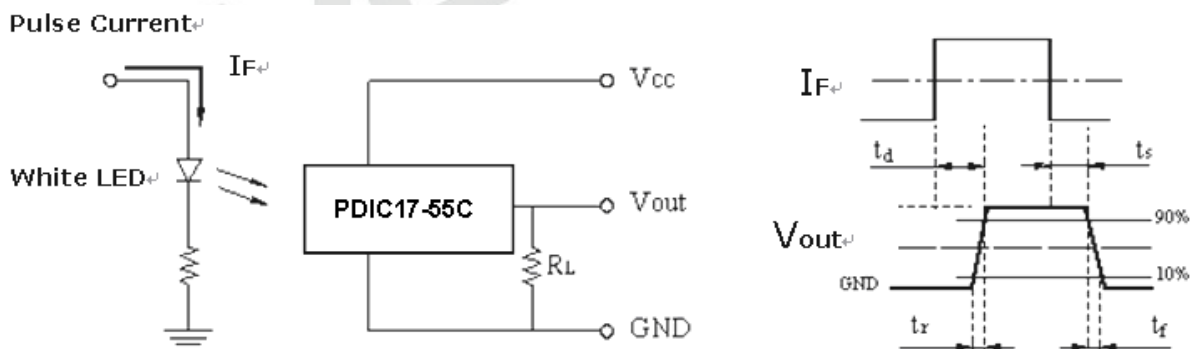 Pulse Current↵
IF↵
White LED↵
PDIC17-55C
Vcc
Vout
RL
GND
IF↵
td
ts
Vout↵
90%
10%
GND
tr
tf